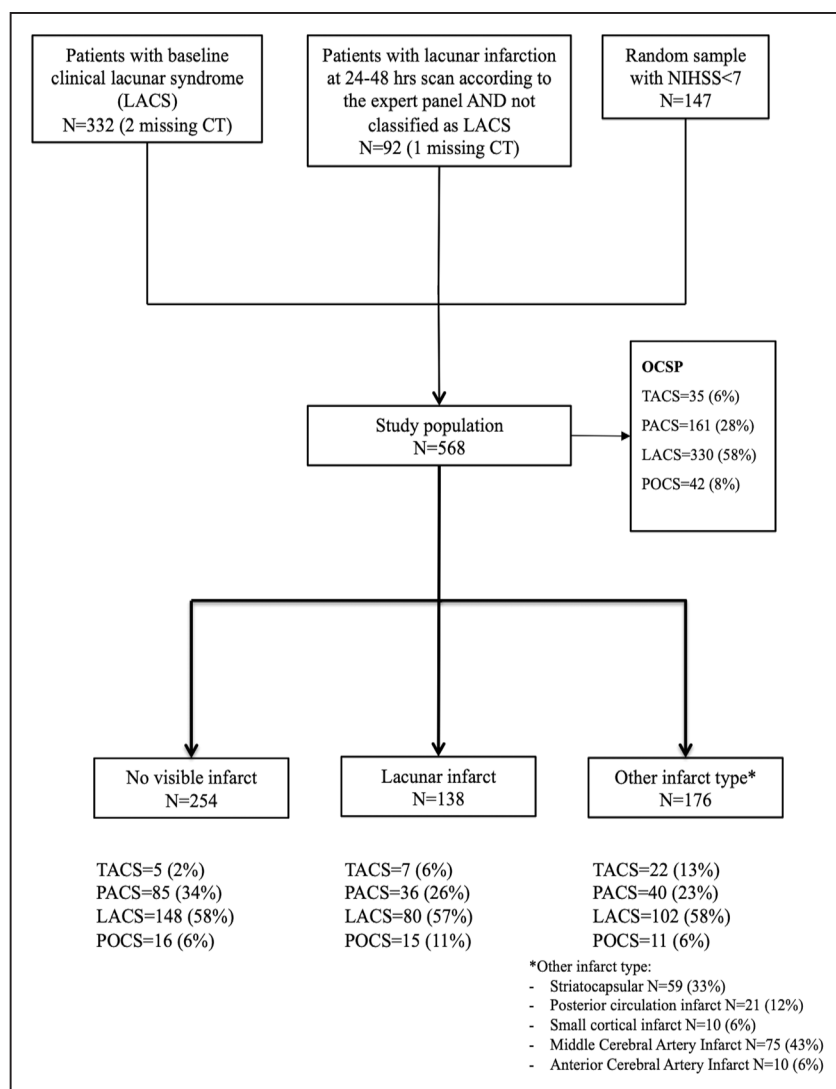 Patients with baseline
clinical lacunar syndrome
(LACS)
N=332 (2 missing CT)
Patients with lacunar infarction
at 24-48 hrs scan according to
the expert panel AND not
classified as LACS
N=92 (1 missing CT)
Random sample
with NIHSS<7
N=147
OCSP
TACS=35 (6%)
PACS=161 (28%)
LACS=330 (58%)
POCS=42 (8%)
Study population
N=568
No visible infarct
N=254
Lacunar infarct
N=138
Other infarct type*
N=176
TACS=5 (2%)
PACS=85 (34%)
LACS=148 (58%)
POCS=16 (6%)
TACS=7 (6%)
PACS=36 (26%)
LACS=80 (57%)
POCS=15 (11%)
TACS=22 (13%)
PACS=40 (23%)
LACS=102 (58%)
POCS=11 (6%)
*Other infarct type:
- Striatocapsular N=59 (33%)
- Posterior circulation infarct N=21 (12%)
- Small cortical infarct N=10 (6%)
- Middle Cerebral Artery Infarct N=75 (43%)
- Anterior Cerebral Artery Infarct N=10 (6%)